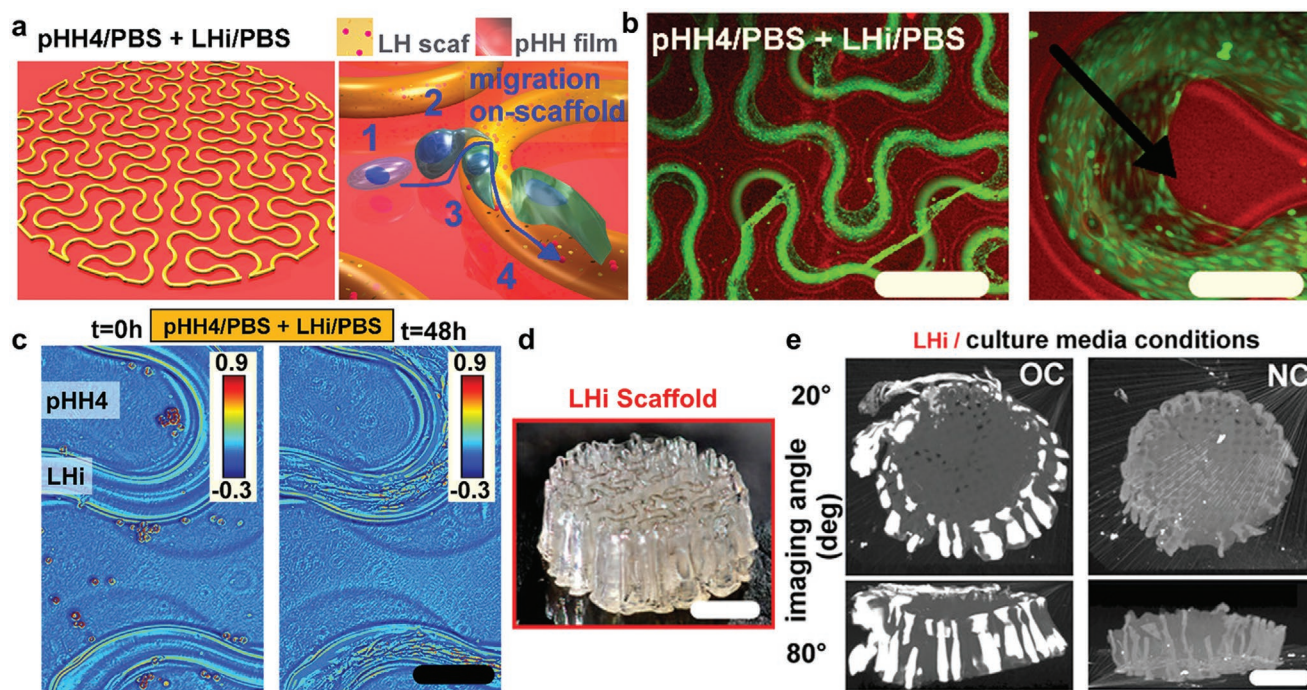 a
pHH4/PBS + LHi/PBS
LH scaf
pHH film
migration
on-scaffold
1
2
3
4
b
pHH4/PBS + LHi/PBS
c
t=0h
pHH4/PBS + LHi/PBS
t=48h
pHH4
LHi
0.9
-0.3
0.9
-0.3
d
LHi Scaffold
e
LHi / culture media conditions
OC
NC
20°
imaging angle
(deg)
80°